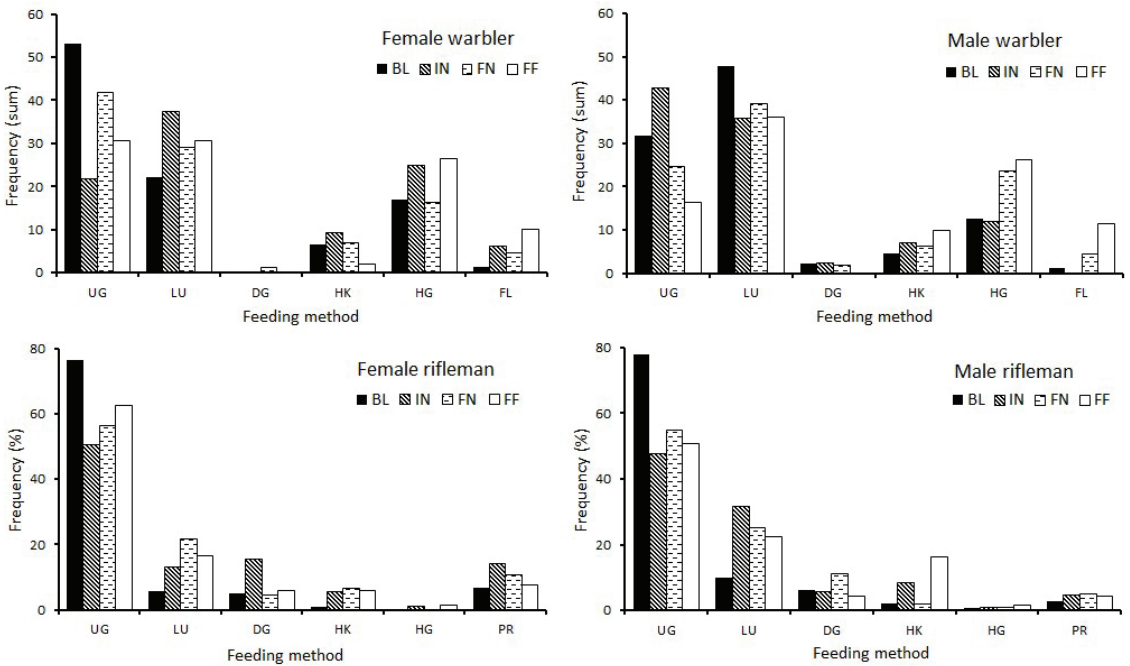 Female warbler
BL IN FN FF
Frequency (sum)
60
50
40
30
20
10
0
UG LU DG HK HG FL
Feeding method
Male warbler
BL IN FN FF
Frequency (sum)
60
50
40
30
20
10
0
UG LU DG HK HG FL
Feeding method
Female rifleman
BL IN FN FF
Frequency (%)
80
60
40
20
0
UG LU DG HK HG PR
Feeding method
Male rifleman
BL IN FN FF
Frequency (%)
80
60
40
20
0
UG LU DG HK HG PR
Feeding method